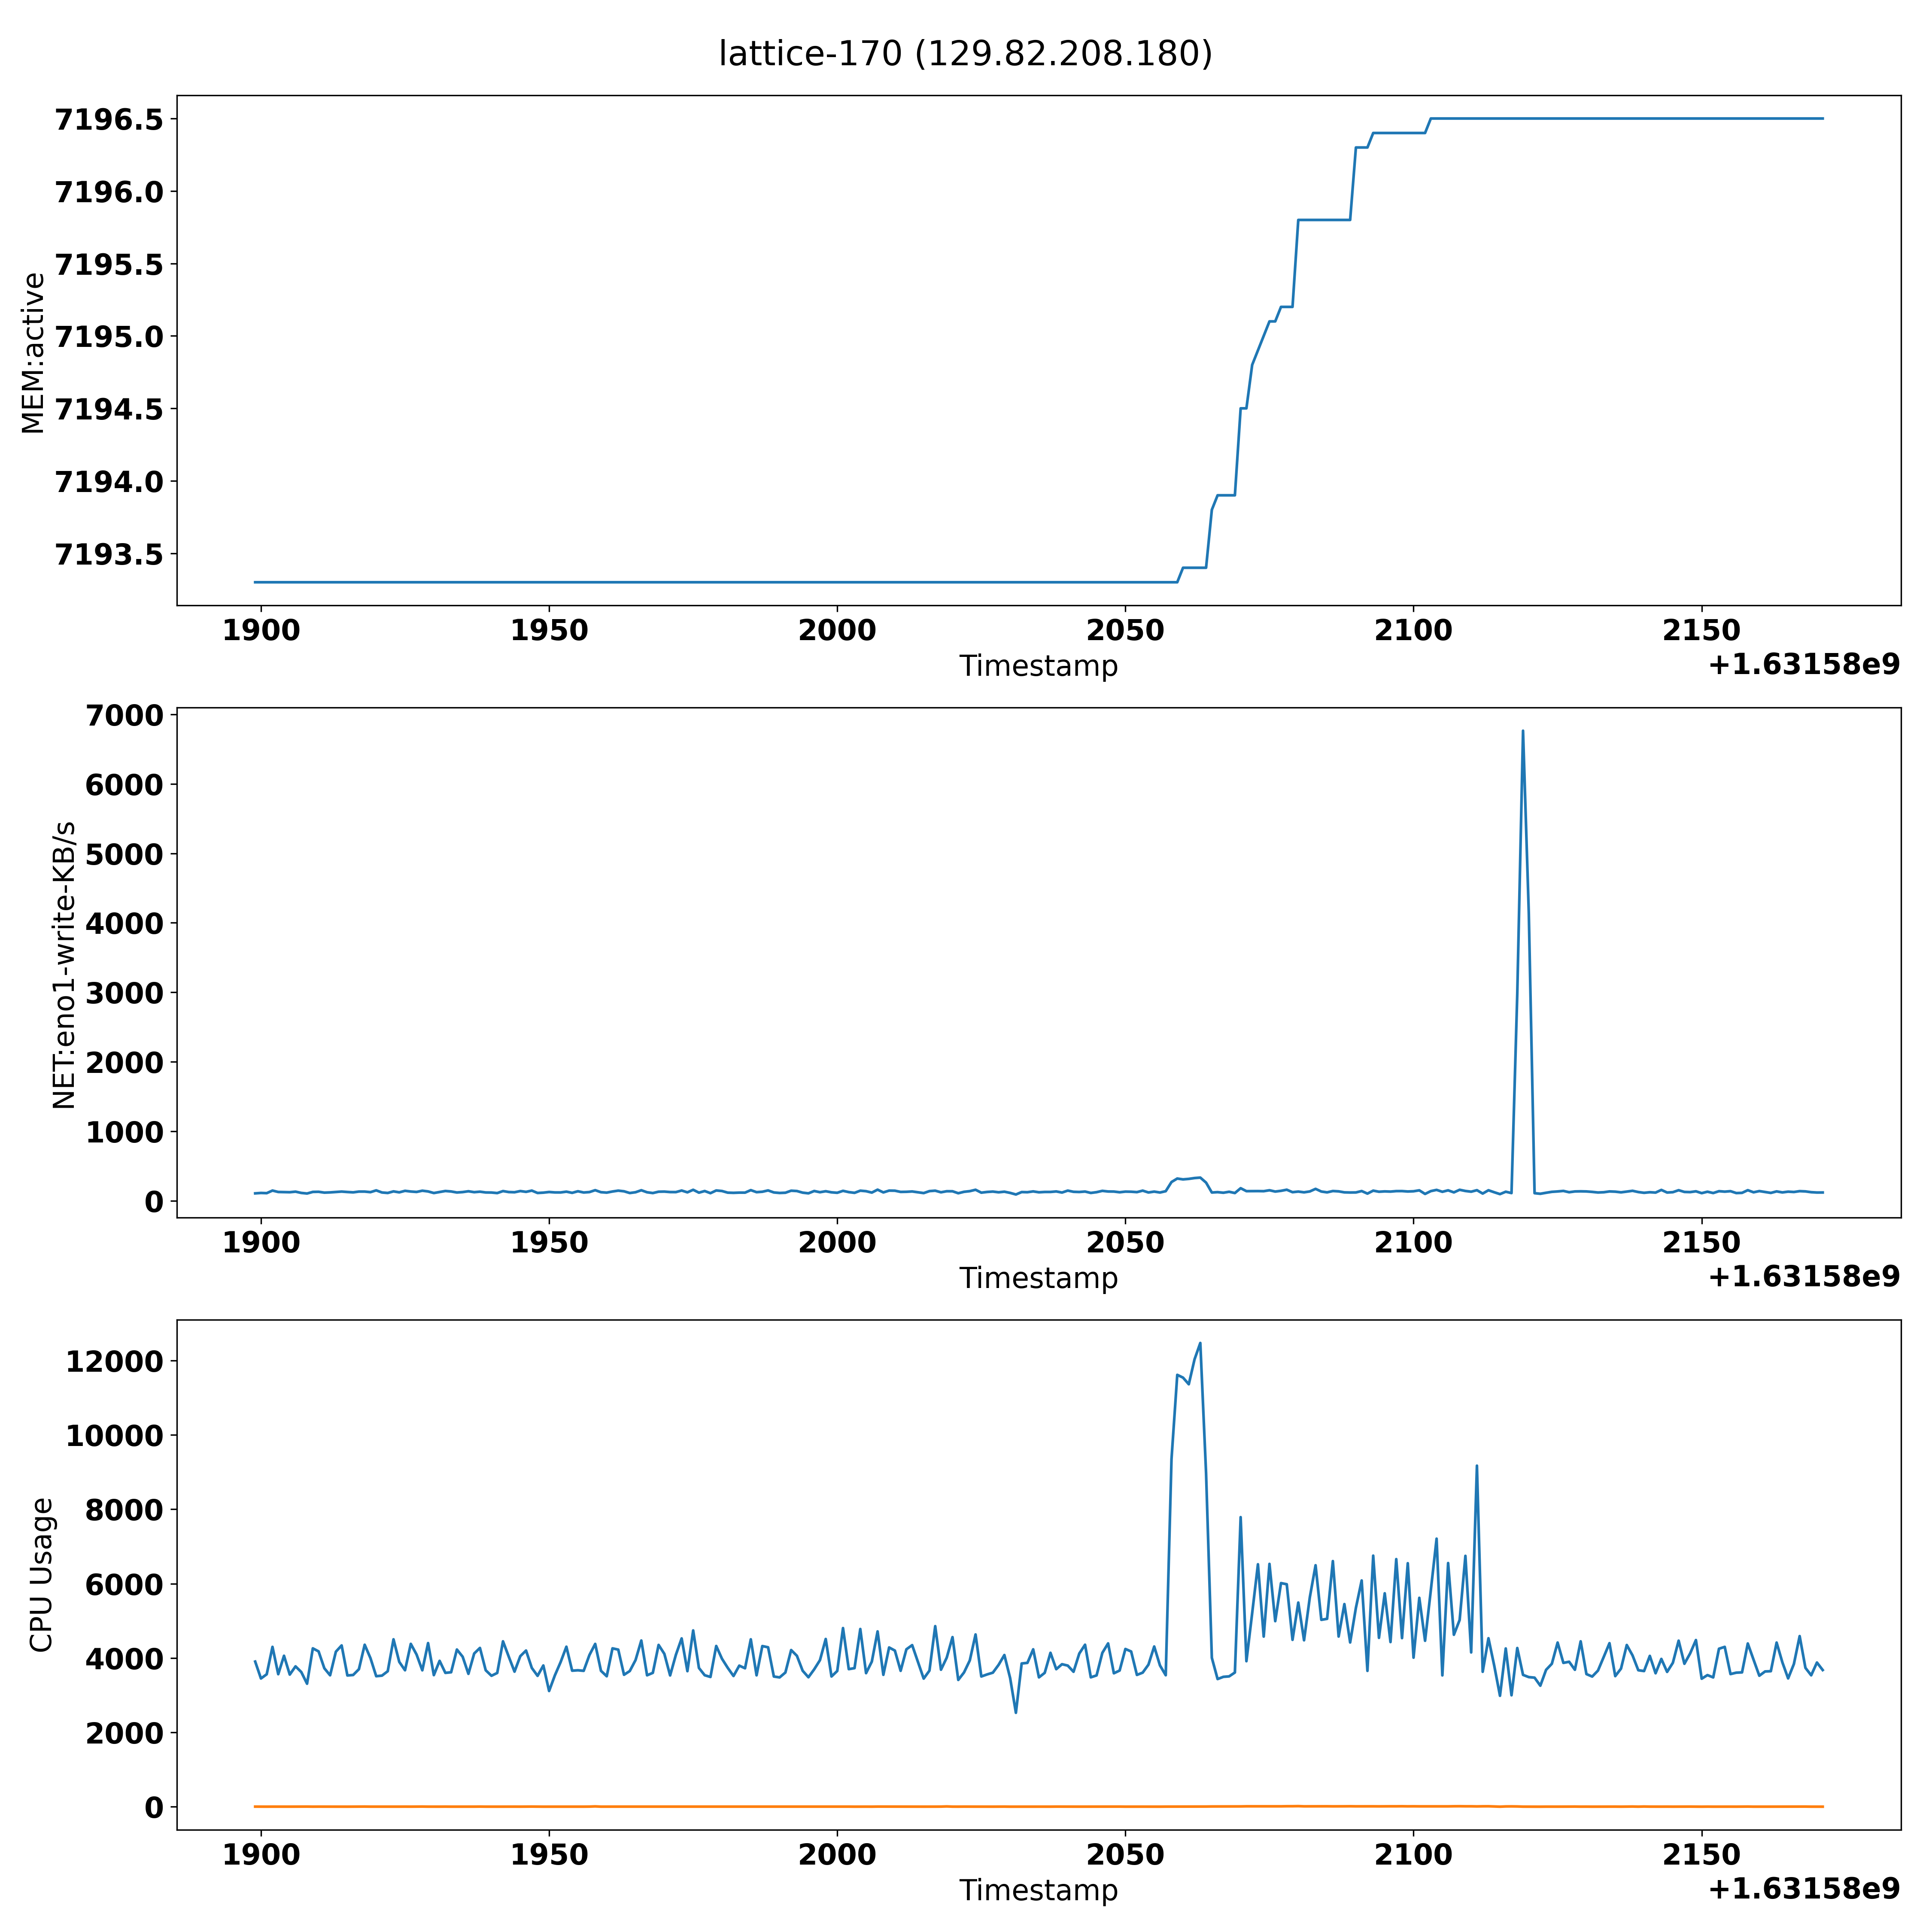 lattice-170 (129.82.208.180)
7196.5
7196.0
7195.5
7195.0
7194.5
7194.0
7193.5
MEM:active
1900 1950 2000 2050 2100 2150
Timestamp
+1.63158e9
7000
6000
5000
4000
3000
2000
1000
0
NET:eno1-write-KB/s
1900 1950 2000 2050 2100 2150
Timestamp
+1.63158e9
12000
10000
8000
6000
4000
2000
0
CPU Usage
1900 1950 2000 2050 2100 2150
Timestamp
+1.63158e9